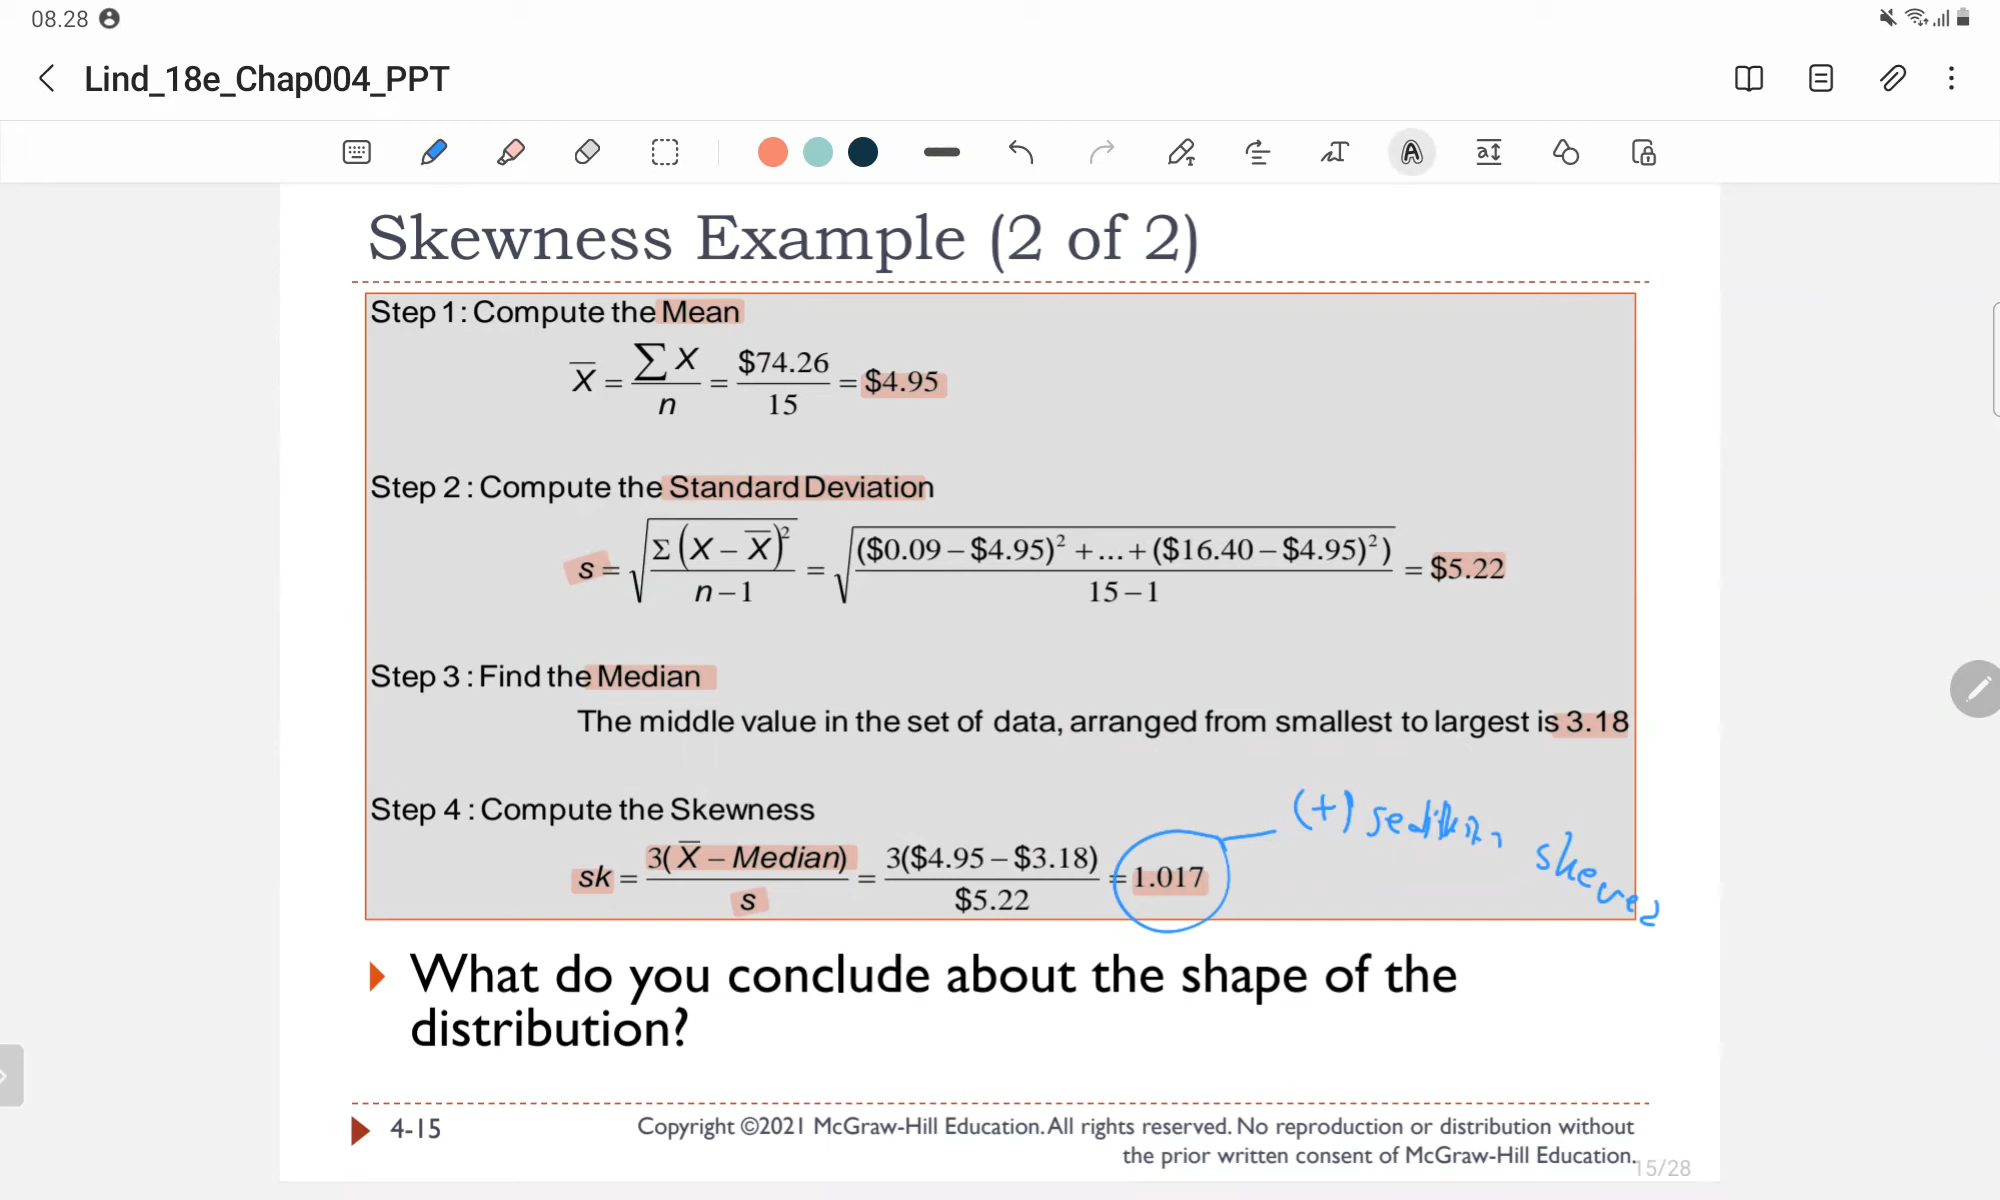 08.28
Lind_18e_Chap004_PPT
Skewness Example (2 of 2)
Step 1: Compute the Mean
X̅ = ∑X / n = $74.26 / 15 = $4.95
Step 2: Compute the Standard Deviation
s = √(Σ(X – X̅)² / n – 1) = √(($0.09 – $4.95)² + ... + ($16.40 – $4.95)²) / 15 – 1) = $5.22
Step 3: Find the Median
The middle value in the set of data, arranged from smallest to largest is 3.18
Step 4: Compute the Skewness
sk = 3(X̅ – Median) / s = 3($4.95 – $3.18) / $5.22 = 1.017
(+) skewed
What do you conclude about the shape of the
distribution?
4-15
Copyright ©2021 McGraw-Hill Education. All rights reserved. No reproduction or distribution without
the prior written consent of McGraw-Hill Education.
15/28